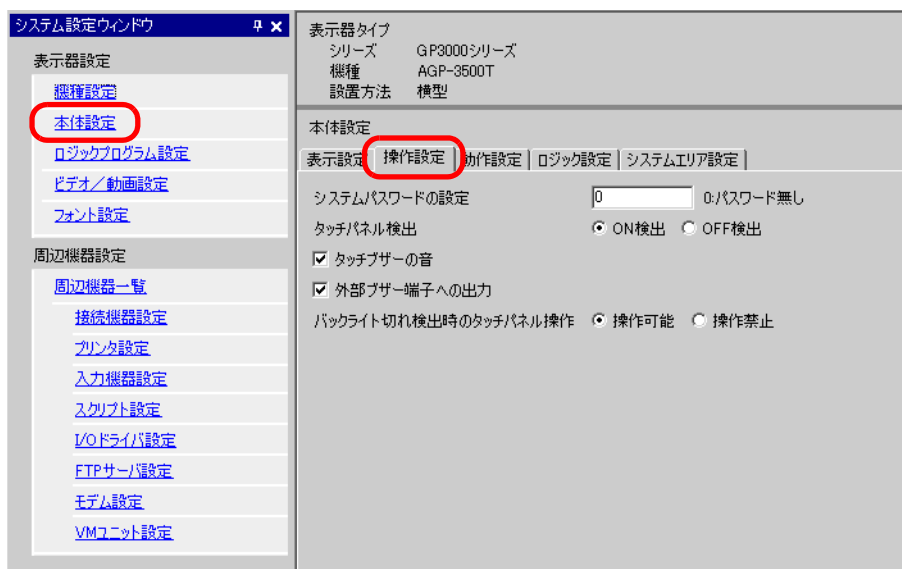 システム設定ウィンドウ
表示器設定
機種設定
本体設定
ロジックプログラム設定
ビデオ／動画設定
フォント設定
周辺機器設定
周辺機器一覧
接続機器設定
プリンタ設定
入力機器設定
スクリプト設定
I/Oドライバ設定
FTPサーバ設定
モデム設定
VMユニット設定
表示器タイプ
シリーズ GP3000シリーズ
機種 AGP-3500T
設置方法 横型
本体設定
表示設定 操作設定 動作設定 ロジック設定 システムエリア設定
システムパスワードの設定 0 0:パスワード無し
タッチパネル検出 ON検出 OFF検出
タッチブザーの音
外部ブザー端子への出力
バックライト切れ検出時のタッチパネル操作 操作可能 操作禁止